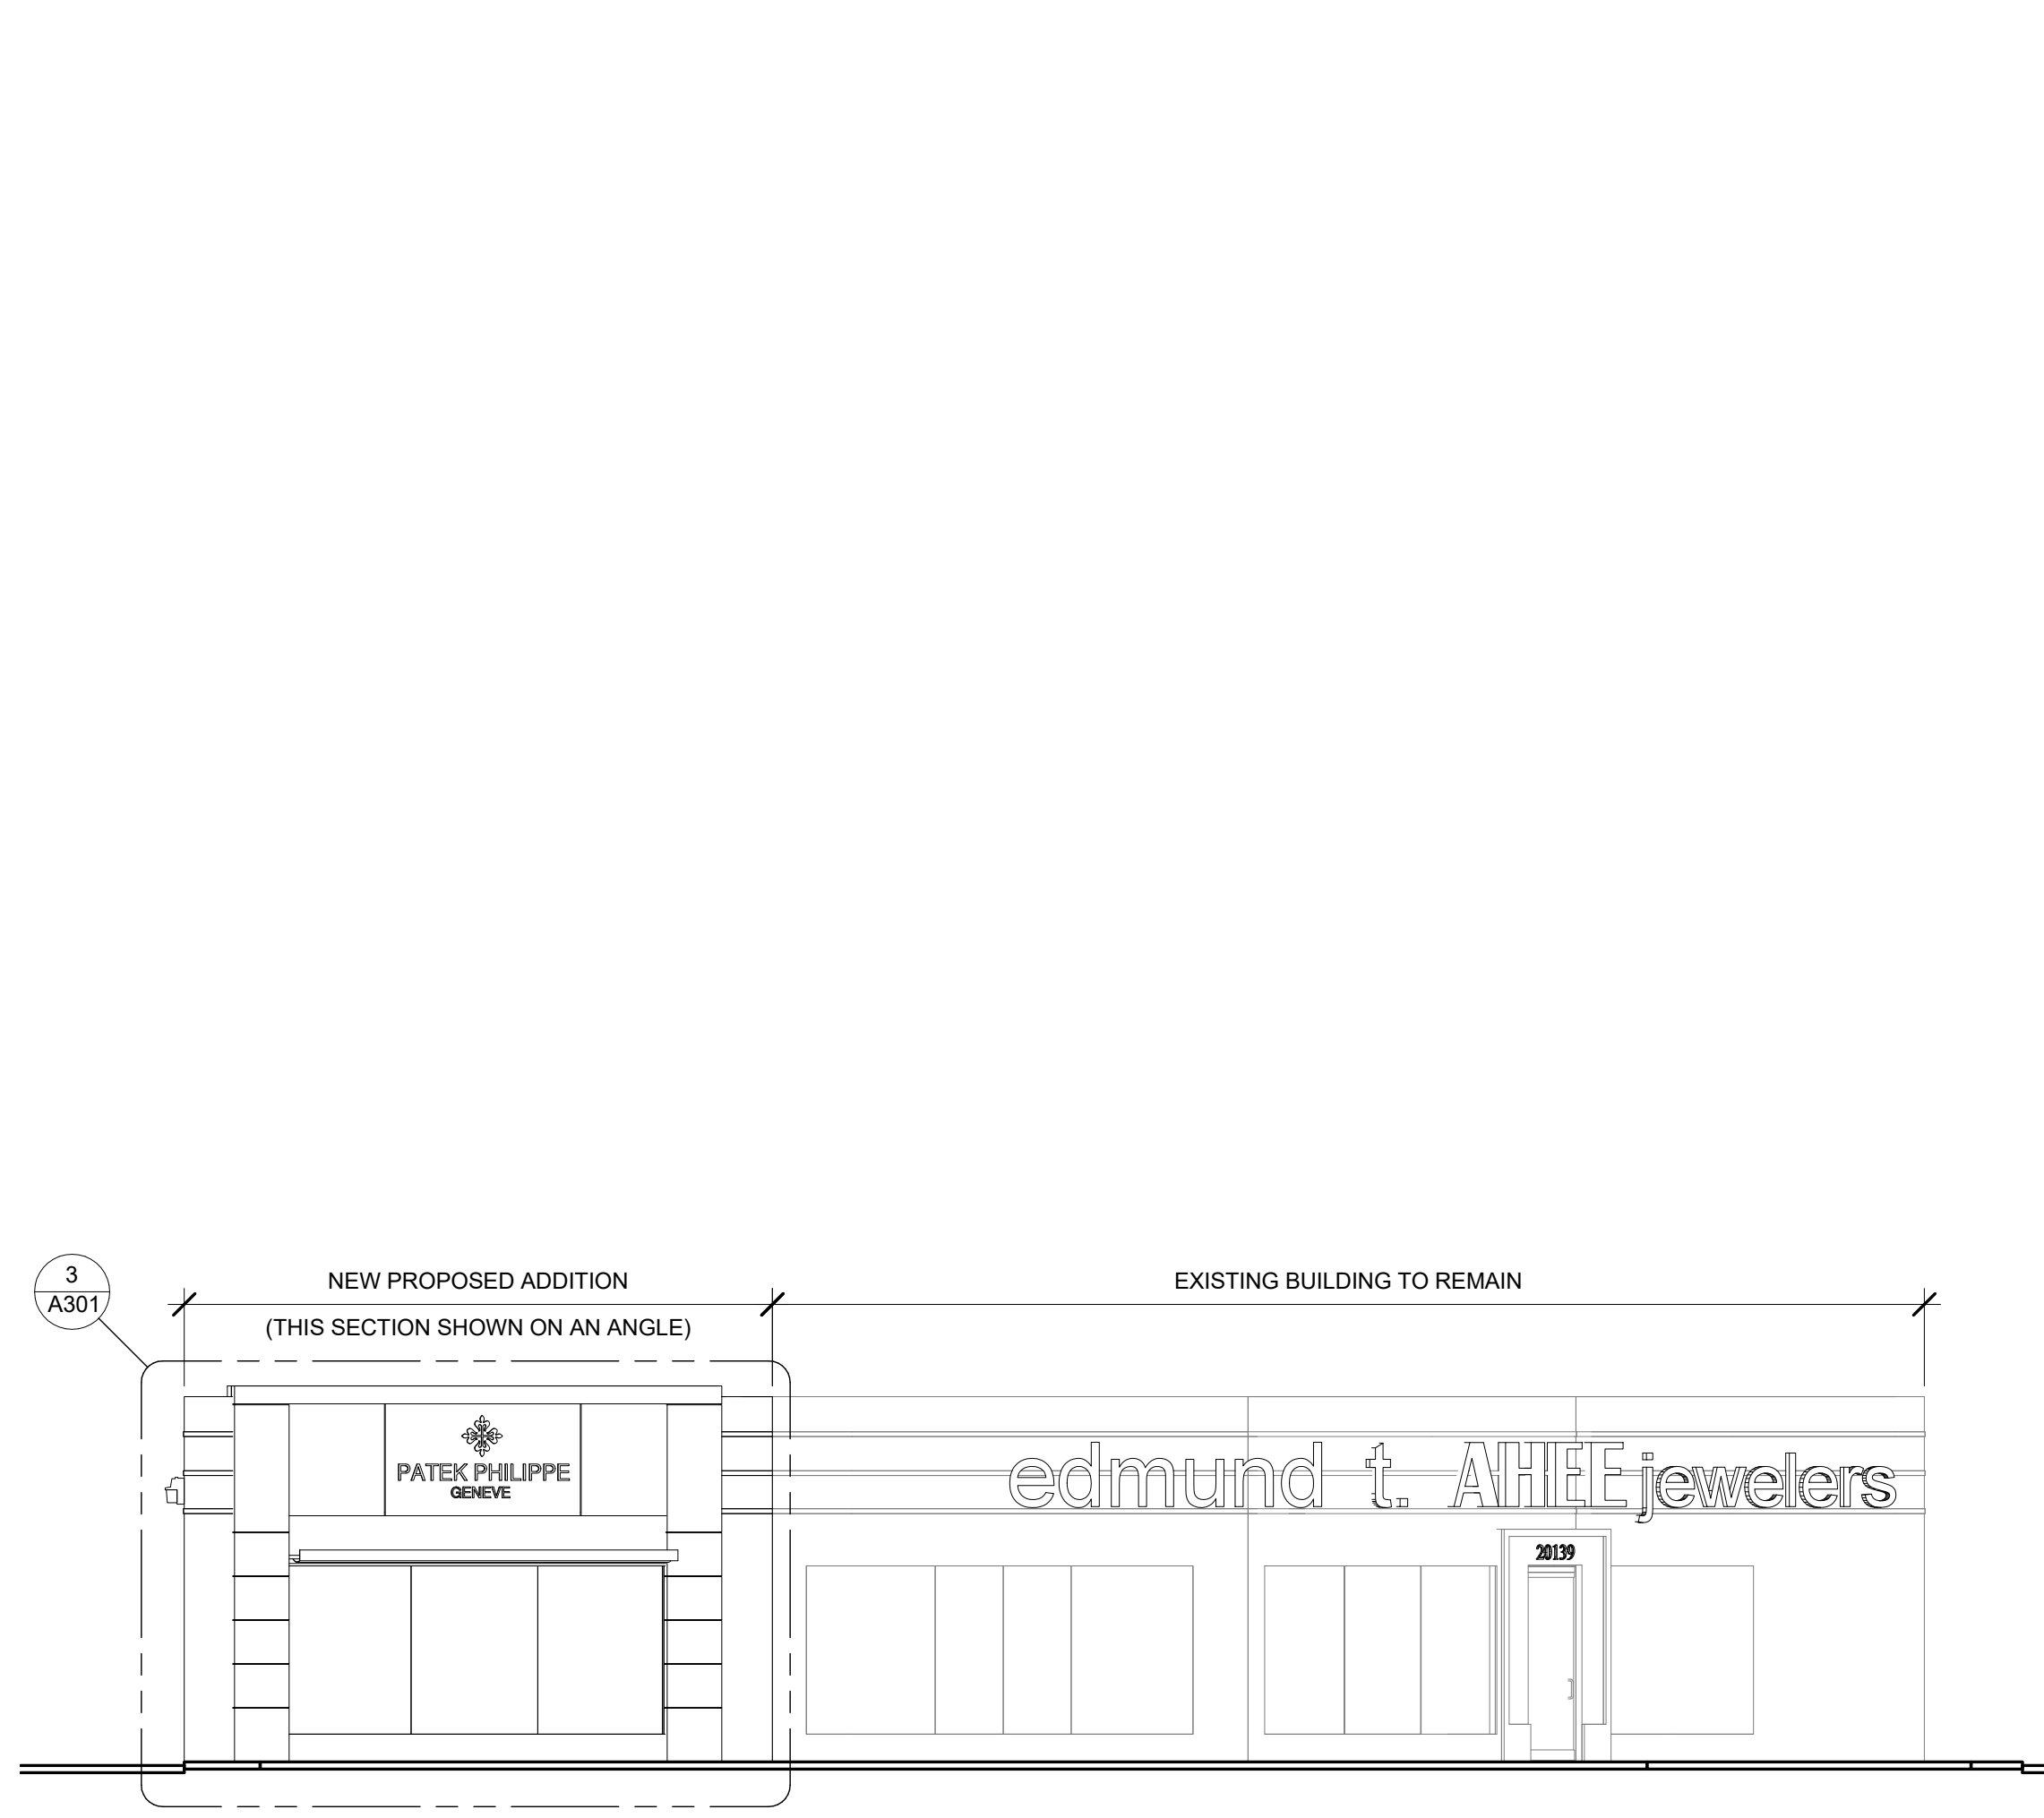 3
A301
NEW PROPOSED ADDITION
(THIS SECTION SHOWN ON AN ANGLE)
EXISTING BUILDING TO REMAIN
PATEK PHILIPPE
GENEVE
edmund t. AHEE jewelers
20139